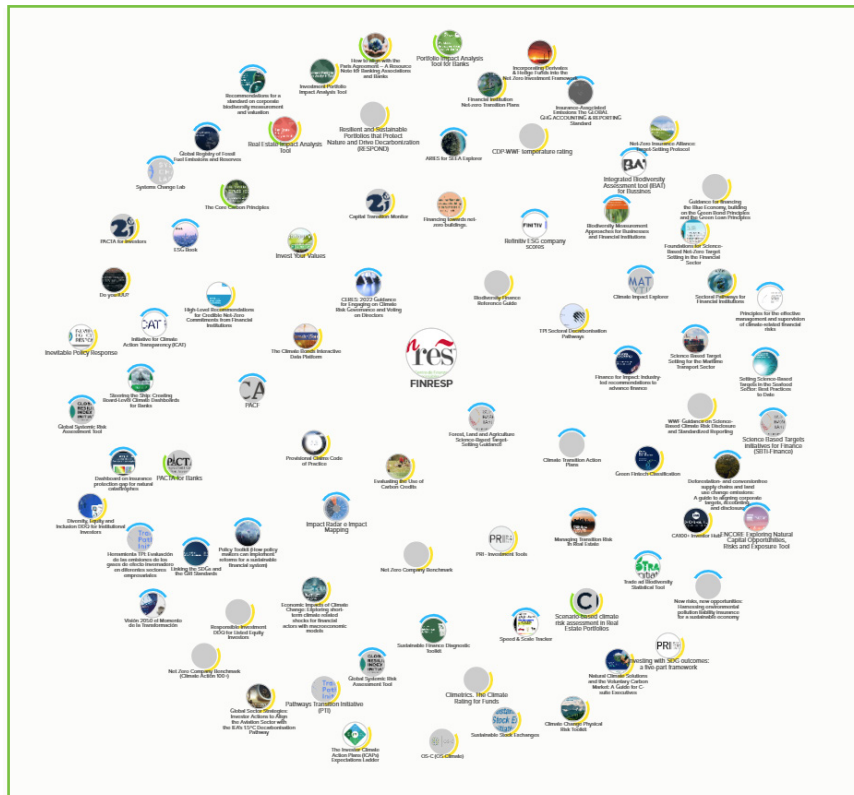 How to align with the
Paris Agreement – A Resource
Note for Banking Associations
and Banks
Portfolio Impact Analysis
Tool for Banks
Incorporating Derivates
& Hedge Funds into the
Net Zero Investment Framework
Investment Portfolio
Impact Analysis Tool
Financial Institution
Net-zero Transition Plans
Recommendations for a
standard on corporate
biodiversity measurement
and valuation
Insurance-Associated
Emissions The GLOBAL
GHG ACCOUNTING & REPORTING
Standard
Real Estate Impact Analysis
Tool
Resilient and Sustainable
Portfolios that Protect
Nature and Drive Decarbonization
(RESPOND)
Net-Zero Insurance Alliance:
Target-Setting Protocol
Global Registry of Fossil
Fuel Emissions and Reserves
ARIES for SEEA Explorer
CDP-WWF temperature rating
Systems Change Lab
Integrated Biodiversity
Assessment tool (IBAT)
for Bussines
The Core Carbon Principles
Capital Transition Monitor
Guidance for financing
the Blue Economy, building
on the Green Bond Principles
and the Green Loan Principles
PACTA for Investors
ESG Book
Invest Your Values
Financing towards net-
zero buildings.
FINITIV
Refinitiv ESG company
scores
Biodiversity Measurement
Approaches for Businesses
and Financial Institutions
Foundations for Science-
Based Net-Zero Target
Setting in the Financial
Sector
CERES: 2022 Guidance
for Engaging on Climate
Risk Governance and Voting
on Directors
Biodiversity Finance
Reference Guide
MAT
Climate Impact Explorer
Sectoral Pathways for
Financial Institutions
High-Level Recommendations
for Credible Net-Zero
Commitments from Financial
Institutions
Principles for the effective
management and supervision
of climate-related financial
risks
CAT
Initiative for Climate
Action Transparency (ICAT)
Inevitable Policy Response
The Climate Bonds Interactive
Data Platform
nrës
FINRESP
TPI Sectoral Decarbonisation
Pathways
Science Based Target
Setting for the Maritime
Transport Sector
Steering the Ship: Creating
Board-Level Climate Dashboards
for Banks
CA
PACF
Finance for Impact: Industry-
led recommendations to
advance finance
Setting Science-Based
Targets in the Seafood
Sector: Best Practices
to Date
Global Systemic Risk
Assessment Tool
Forest, Land and Agriculture
Science-Based Target-
Setting Guidance
WWF Guidance on Science-
Based Climate Risk Disclosure
and Standardized Reporting
Science-Based Targets
Initiatives for Finance
(SBTi-Finance)
Provisional Claims Code
of Practice
Climate Transition Action
Plans
Dashboard on insurance
protection gap for natural
catastrophes
PACT
PACTA for Banks
Evaluating the Use of
Carbon Credits
Green Fintech Classification
Deforestation- and conversion-free
supply chains and land
use change emissions:
A guide to aligning corporate
targets, accounting,
and disclosure
Diversity, Equity and
Inclusion DDQ for Institutional
Investors
Impact Radar o Impact
Mapping
CA100+ Investor Hub
ENCORE Exploring Natural
Capital Opportunities,
Risks and Exposure Tool
Herramienta TPI: Evaluación
de las emisiones de los
gases de efecto invernadero
en diferentes sectores
empresariales
Linking the SDGs and
the GRI Standards
Policy Toolkit (How policy
makers can implement
reforms for a sustainable
financial system)
PRI
PRI - Investment Tools
Managing Transition Risk
in Real Estate
Net Zero Company Benchmark
Trade ad Biodiversity
Statistical Tool
New risks, new opportunities:
Harnessing environmental
pollution liability insurance
for a sustainable economy
Visión 2050 el Momento
de la Transformación
Responsible Investment
DDQ for Global Equity
Investors
Economic Impacts of Climate
Change: Exploring short-
term climate related
shocks for financial
actors with macroeconomic
models
Sustainable Finance Diagnostic
Toolkit
Speed & Scale Tracker
Scenario-based climate
risk assessment in Real
Estate Portfolios
PRI
Investing with SDG outcomes:
a five-part framework
Net Zero Company Benchmark
(Climate Action 100+)
Global Systemic Risk
Assessment Tool
Natural Climate Solutions
and the Voluntary Carbon
Market: A Guide for C-
suite Executives
Pathways Transition Initiative
(PTI)
Climetrics. The Climate
Rating for Funds
Global Sector Strategies:
Investor Actions to Align
the Aviation Sector with
the IEA's 1.5ºC Decarbonisation
Pathway
Sustainable Stock Exchanges
Climate Change Physical
Risk Toolkit
The Investor Climate
Action Plans (ICAPs)
Expectations Ladder
OS-C (OS-Climate)